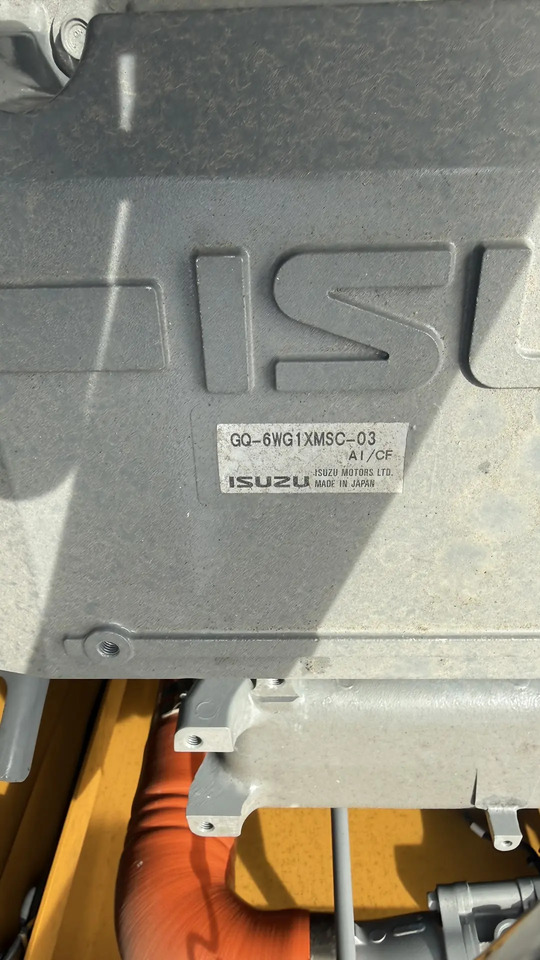 ISU
GQ-6WG1XMSC-03
AI/CF
ISUZU ISUZU MOTORS LTD.
MADE IN JAPAN